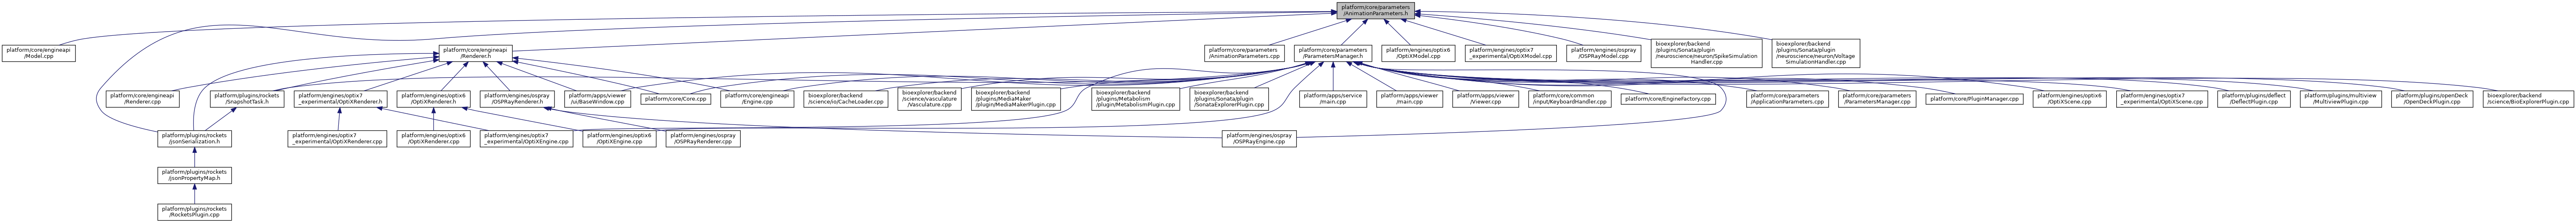 platform/core/parameters
/AnimationParameters.h
platform/core/engineapi
/Model.cpp
platform/core/engineapi
/Renderer.h
platform/core/parameters
/AnimationParameters.cpp
platform/core/parameters
/ParametersManager.h
platform/engines/optix6
/OptiXModel.cpp
platform/engines/optix7
_experimental/OptiXModel.cpp
platform/engines/ospray
/OSPRayModel.cpp
bioexplorer/backend
/plugins/Sonata/plugin
/neuroscience/neuron/SpikeSimulation
Handler.cpp
bioexplorer/backend
/plugins/Sonata/plugin
/neuroscience/neuron/Voltage
SimulationHandler.cpp
platform/core/engineapi
/Renderer.cpp
platform/plugins/rockets
/SnapshotTask.h
platform/engines/optix7
_experimental/OptiXRenderer.h
platform/engines/optix6
/OptiXRenderer.h
platform/engines/ospray
/OSPRayRenderer.h
platform/apps/viewer
/ui/BaseWindow.cpp
platform/core/Core.cpp
platform/core/engineapi
/Engine.cpp
bioexplorer/backend
/science/io/CacheLoader.cpp
bioexplorer/backend
/science/vasculature
/Vasculature.cpp
bioexplorer/backend
/plugins/MediaMaker
/plugin/MediaMakerPlugin.cpp
bioexplorer/backend
/plugins/Metabolism
/plugin/MetabolismPlugin.cpp
bioexplorer/backend
/plugins/Sonata/plugin
/SonataExplorerPlugin.cpp
platform/apps/service
/main.cpp
platform/apps/viewer
/main.cpp
platform/apps/viewer
/Viewer.cpp
platform/core/common
/input/KeyboardHandler.cpp
platform/core/EngineFactory.cpp
platform/core/parameters
/ApplicationParameters.cpp
platform/core/parameters
/ParametersManager.cpp
platform/core/PluginManager.cpp
platform/engines/optix6
/OptiXScene.cpp
platform/engines/optix7
_experimental/OptiXScene.cpp
platform/plugins/deflect
/DeflectPlugin.cpp
platform/plugins/multiview
/MultiviewPlugin.cpp
platform/plugins/openDeck
/OpenDeckPlugin.cpp
bioexplorer/backend
/science/BioExplorerPlugin.cpp
platform/plugins/rockets
/jsonSerialization.h
platform/engines/optix7
_experimental/OptiXRenderer.cpp
platform/engines/optix6
/OptiXRenderer.cpp
platform/engines/optix7
_experimental/OptiXEngine.cpp
platform/engines/optix6
/OptiXEngine.cpp
platform/engines/ospray
/OSPRayRenderer.cpp
platform/engines/ospray
/OSPRayEngine.cpp
platform/plugins/rockets
/jsonPropertyMap.h
platform/plugins/rockets
/RocketsPlugin.cpp